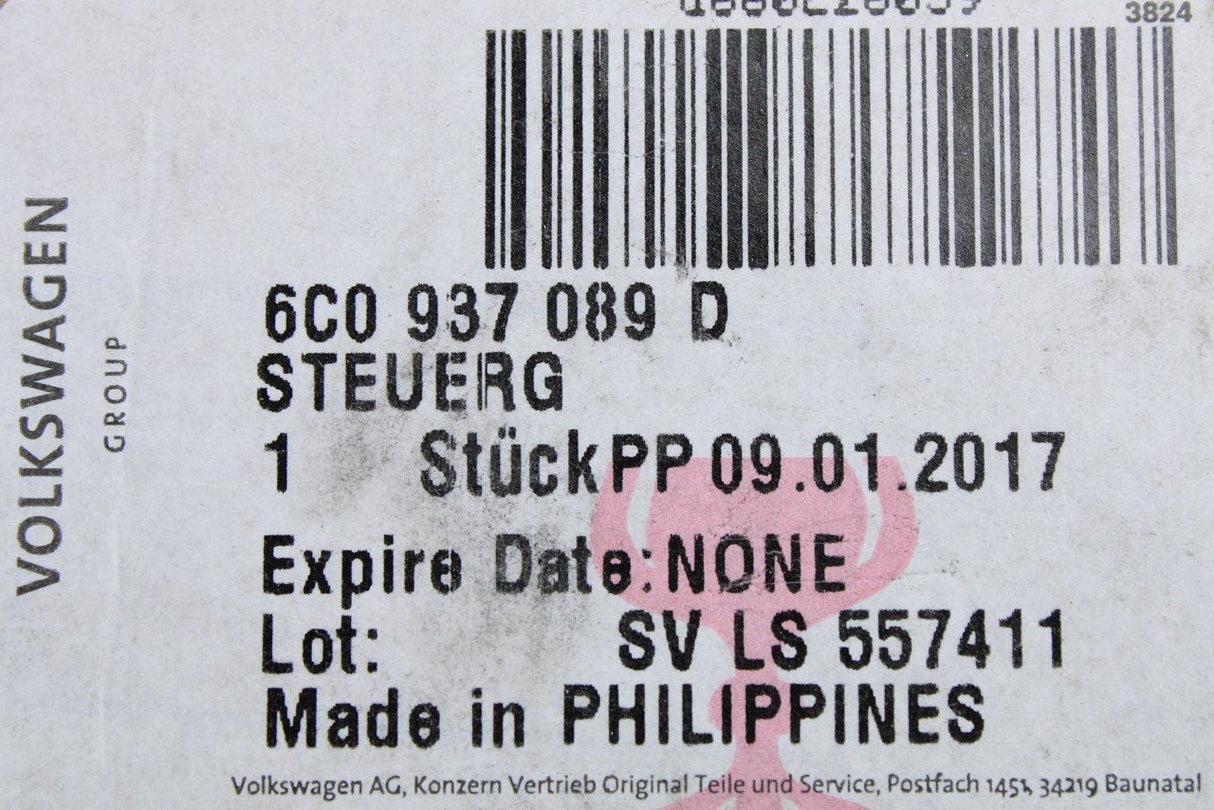 3824
6C0 937 089 D
STEUERG
1 StückPP 09.01.2017
Expire Date:NONE
Lot: SV LS 557411
Made in PHILIPPINES
Volkswagen AG, Konzern Vertrieb Original Teile und Service, Postfach 1451, 34219 Baunatal
VOLKSWAGEN
GROUP